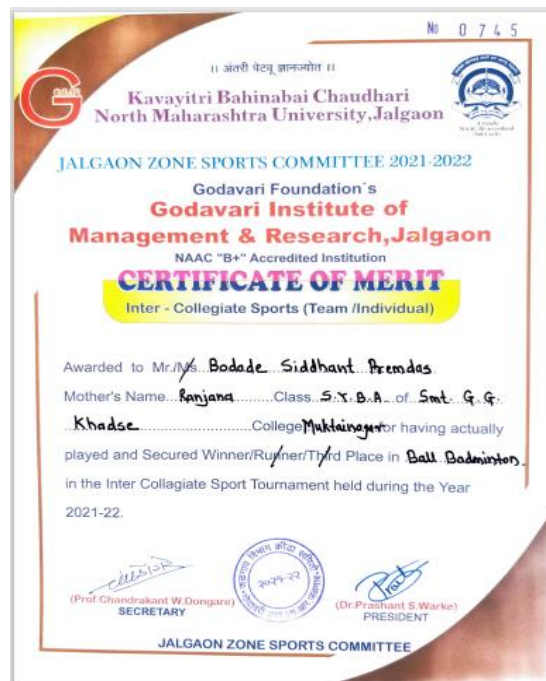 No 0745
।। अंतरी पेटवू ज्ञानज्योत ।।
Kavayitri Bahinabai Chaudhari
North Maharashtra University,Jalgaon
JALGAON ZONE SPORTS COMMITTEE 2021-2022
Godavari Foundation`s
Godavari Institute of
Management & Research,Jalgaon
NAAC "B+" Accredited Institution
CERTIFICATE OF MERIT
Inter - Collegiate Sports (Team /Individual)
Awarded to Mr./Ms. Bodade Siddhant Premdas
Mother's Name Ranjana Class S.Y.B.A. of Smt. G. G.
Khadse College Muktainagar for having actually
played and Secured Winner/Runner/Third Place in Ball Badminton.
in the Inter Collagiate Sport Tournament held during the Year
2021-22.
२०२१-२२
(Prof.Chandrakant W.Dongare)
SECRETARY
(Dr.Prashant S.Warke)
PRESIDENT
JALGAON ZONE SPORTS COMMITTEE